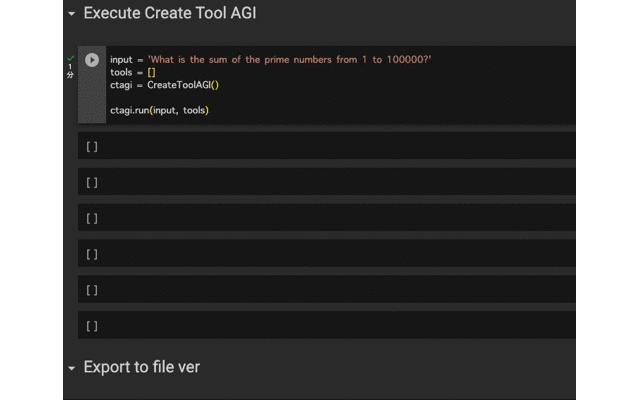 Execute Create Tool AGI
1
分
input = 'What is the sum of the prime numbers from 1 to 100000?'
tools = []
ctagi = CreateToolAGI()
ctagi.run(input, tools)
[ ]
[ ]
[ ]
[ ]
[ ]
[ ]
Export to file ver